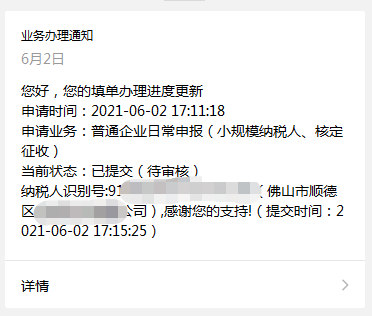 业务办理通知
6月2日
您好，您的填单办理进度更新
申请时间：2021-06-02 17:11:18
申请业务：普通企业日常申报（小规模纳税人、核定
征收）
当前状态：已提交（待审核）
纳税人识别号:91（佛山市顺德
区公司）,感谢您的支持!（提交时间：2
021-06-02 17:15:25）
详情